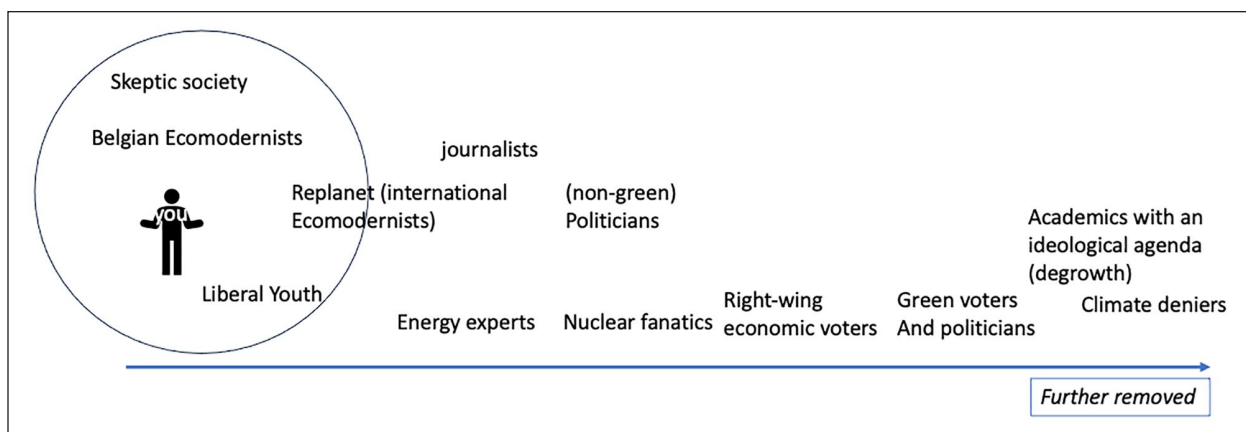 Skeptic society
Belgian Ecomodernists
journalists
Replanet (international
Ecomodernists)
(non-green)
Politicians
you
Academics with an
ideological agenda
(degrowth)
Liberal Youth
Energy experts
Nuclear fanatics
Right-wing
economic voters
Green voters
And politicians
Climate deniers
Further removed